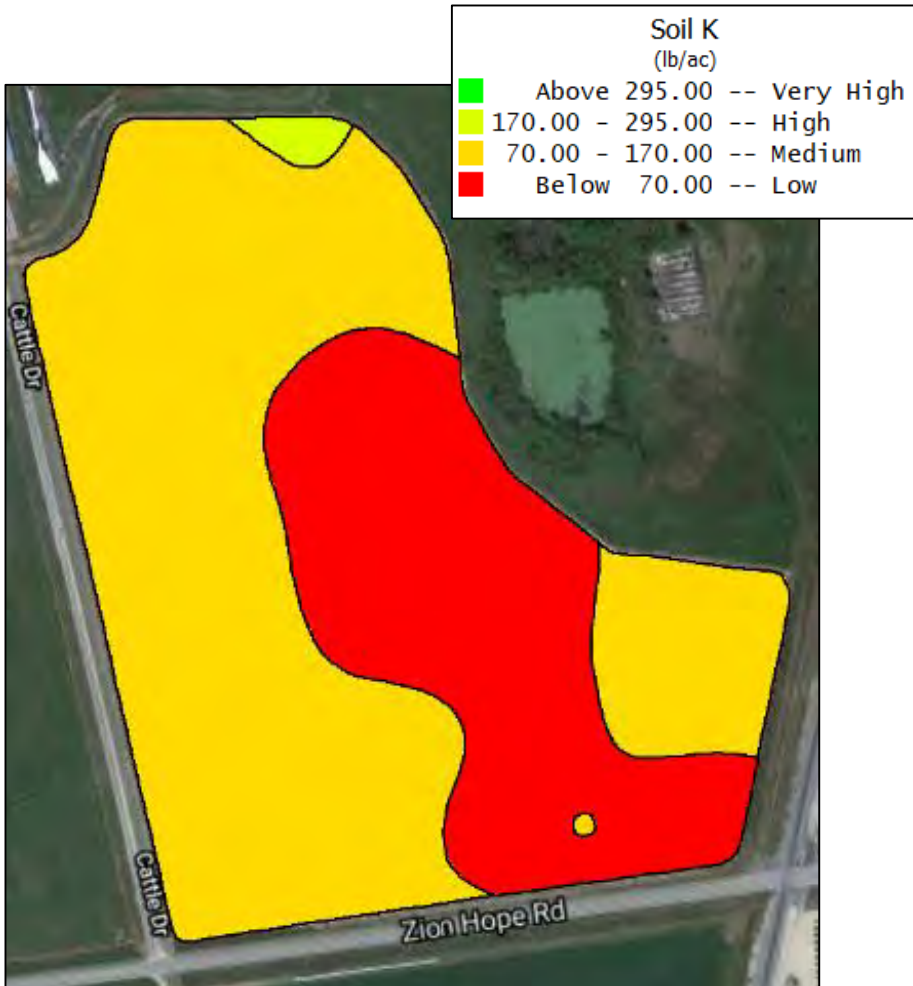 Soil K
(lb/ac)
Above 295.00 -- Very High
170.00 - 295.00 -- High
70.00 - 170.00 -- Medium
Below 70.00 -- Low
Cattle Dr
Cattle Dr
Zion Hope Rd